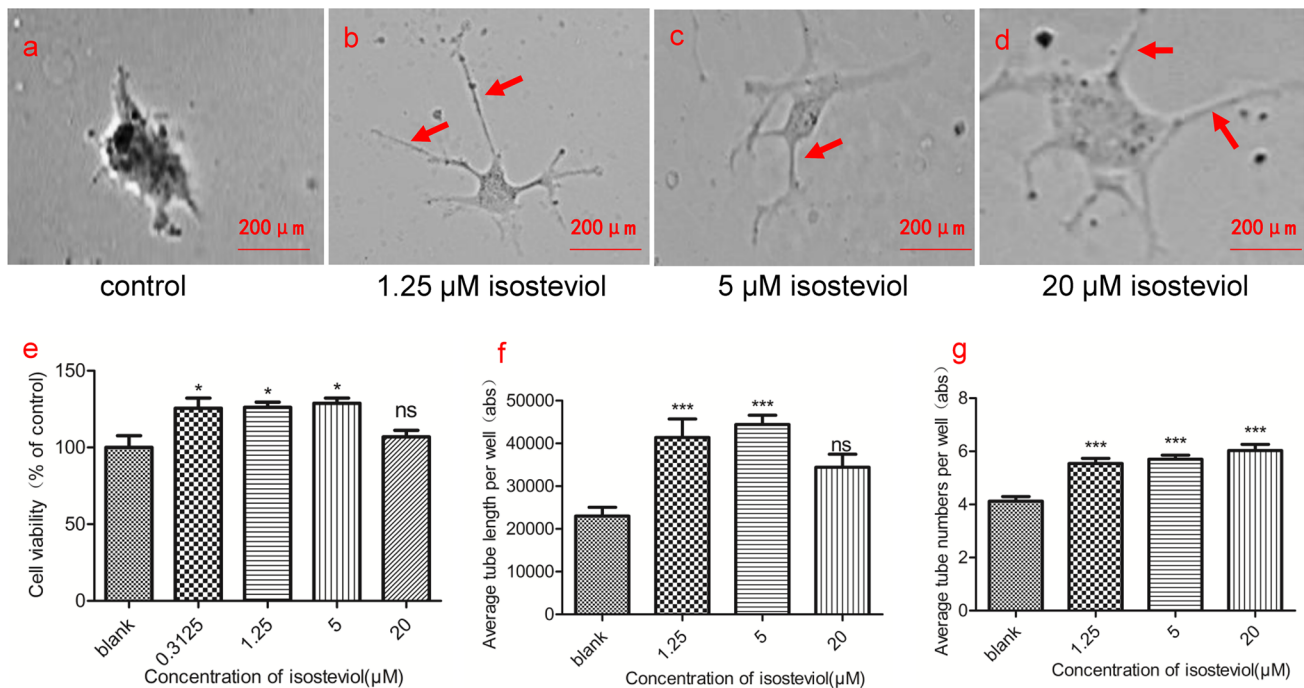 a
b
c
d
200 μm
200 μm
200 μm
200 μm
control
1.25 μM isosteviol
5 μM isosteviol
20 μM isosteviol
e
Cell viability (% of control)
150
100
50
0
*
*
*
ns
blank
0.3125
1.25
5
20
Concentration of isosteviol(μM)
f
Average tube length per well (abs)
50000
40000
30000
20000
10000
0
***
***
ns
blank
1.25
5
20
Concentration of isosteviol(μM)
g
Average tube numbers per well (abs)
8
6
4
2
0
***
***
***
blank
1.25
5
20
Concentration of isosteviol(μM)